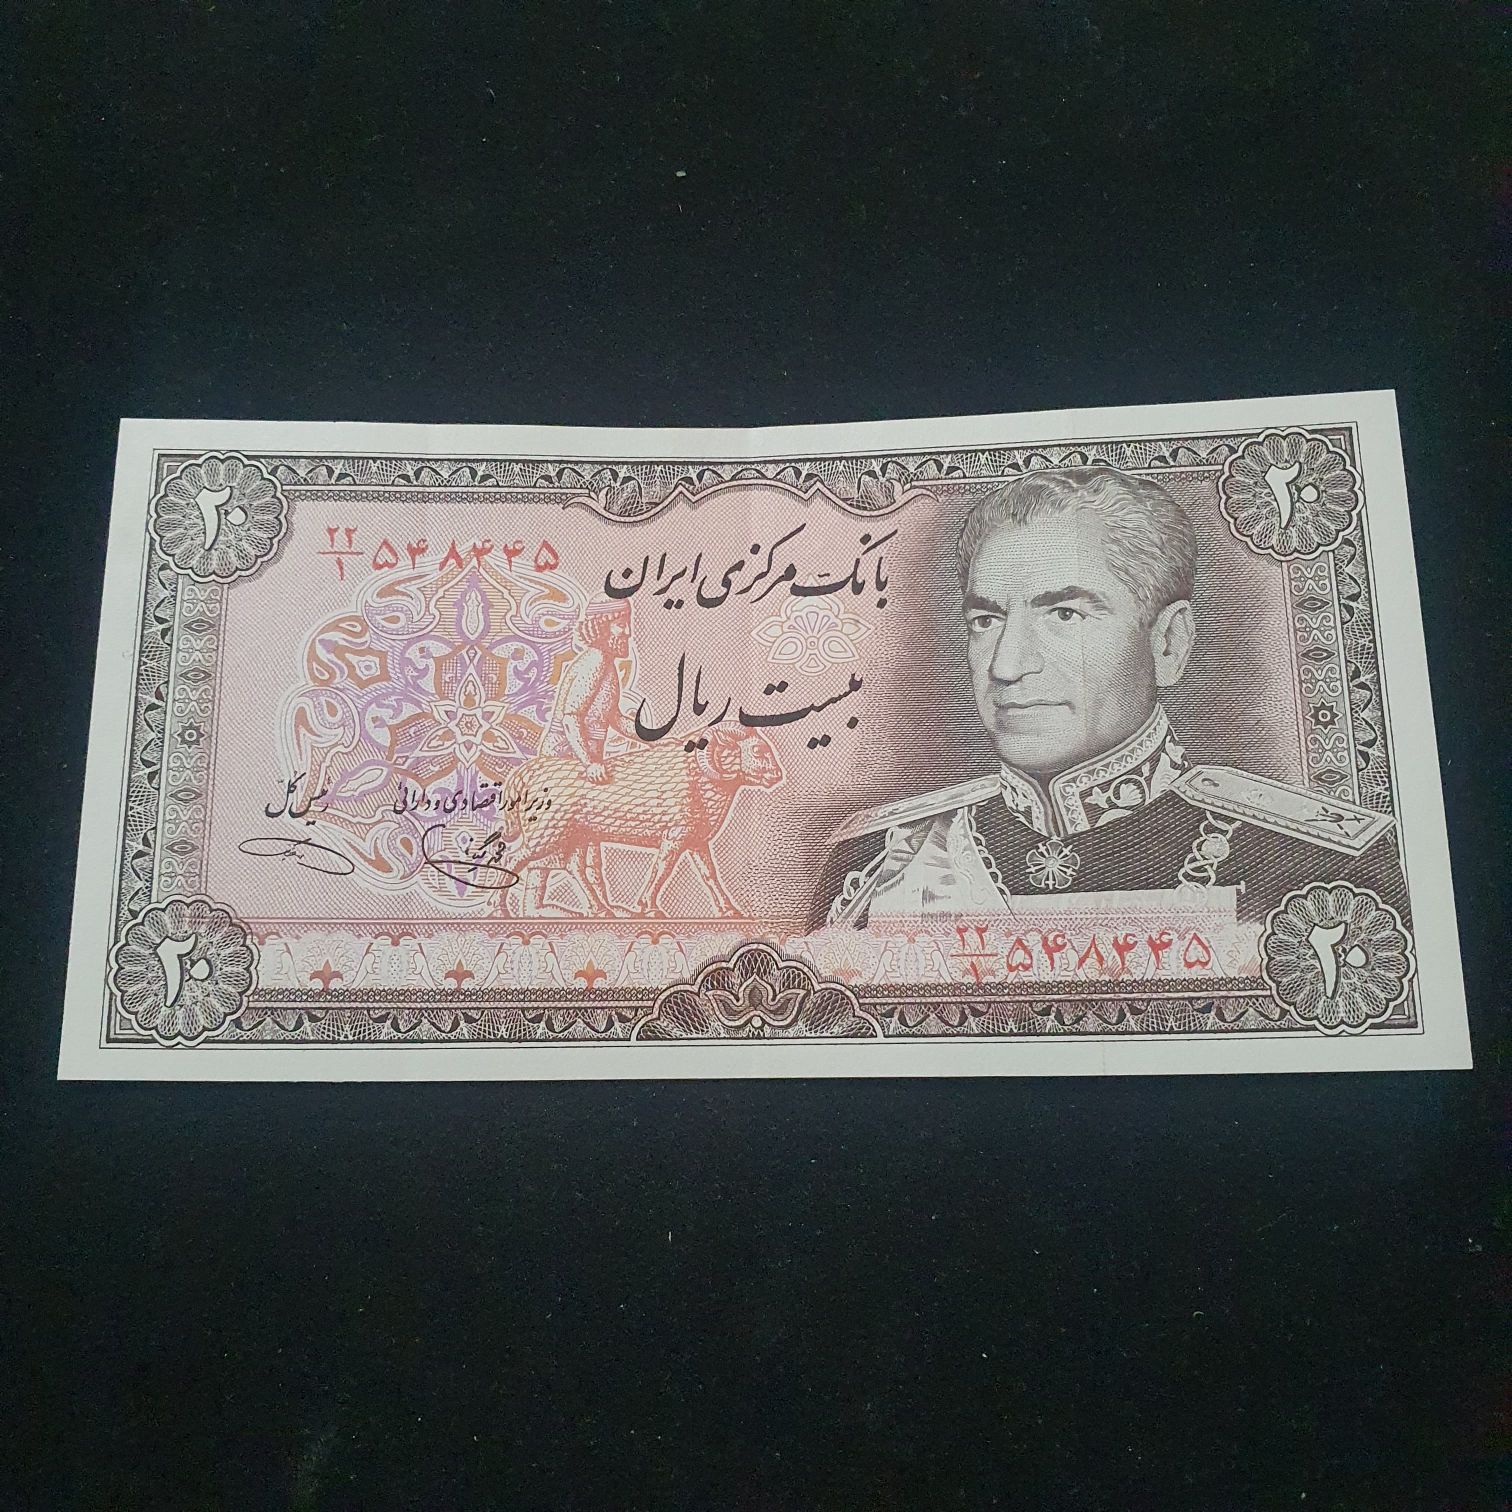 ۲۰
۲۰
۲۲/۱ ۵۴۸۴۴۵
بانک مرکزی ایران
بیست ریال
وزیر امور اقتصادی و دارائی
رئیس کل
۲۲/۱ ۵۴۸۴۴۵
۲۰
۲۰